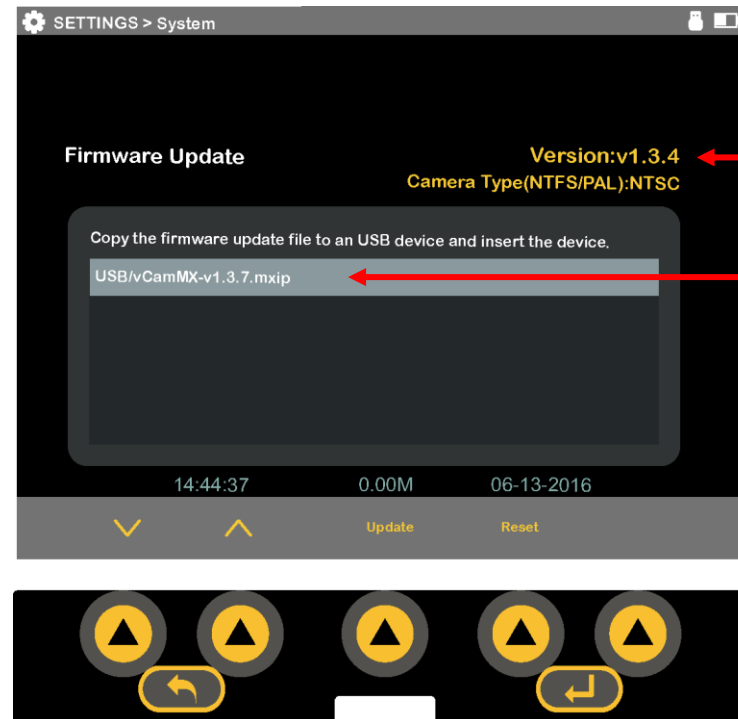 SETTINGS > System
Firmware Update
Version:v1.3.4
Camera Type(NTFS/PAL):NTSC
Copy the firmware update file to an USB device and insert the device.
USB/vCamMX-v1.3.7.mxip
14:44:37 0.00M 06-13-2016
Update Reset